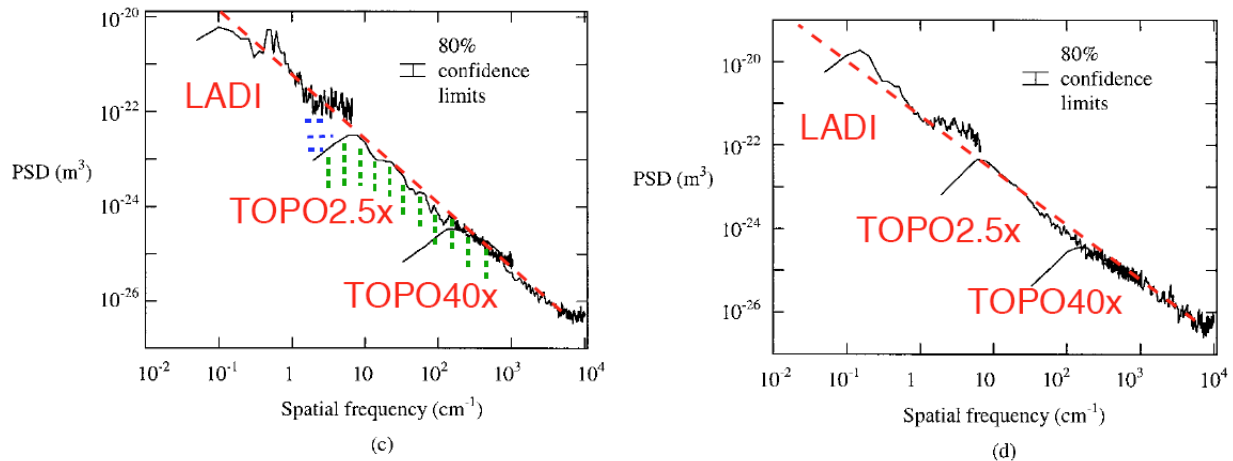 10^-20
10^-22
PSD (m^3)
10^-24
10^-26
80%
confidence
limits
LADI
TOPO2.5x
TOPO40x
10^-2 10^-1 1 10 10^2 10^3 10^4
Spatial frequency (cm^-1)
(c)
10^-20
10^-22
PSD (m^3)
10^-24
10^-26
80%
confidence
limits
LADI
TOPO2.5x
TOPO40x
10^-2 10^-1 1 10 10^2 10^3 10^4
Spatial frequency (cm^-1)
(d)